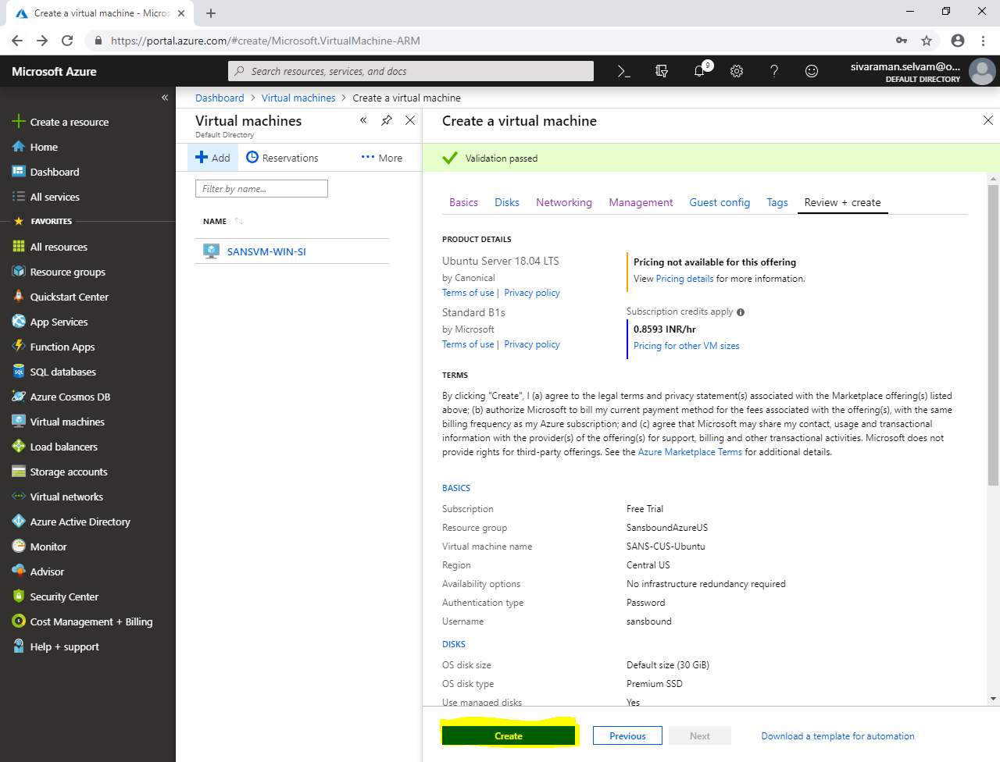 Create a virtual machine - Micros
https://portal.azure.com/#create/Microsoft.VirtualMachine-ARM
Microsoft Azure
Search resources, services, and docs
9
sivaraman.selvam@o...
DEFAULT DIRECTORY
Create a resource
Home
Dashboard
All services
FAVORITES
All resources
Resource groups
Quickstart Center
App Services
Function Apps
SQL databases
Azure Cosmos DB
Virtual machines
Load balancers
Storage accounts
Virtual networks
Azure Active Directory
Monitor
Advisor
Security Center
Cost Management + Billing
Help + support
Dashboard > Virtual machines > Create a virtual machine
Virtual machines
Default Directory
Add Reservations More
Filter by name...
NAME
SANSVM-WIN-SI
Create a virtual machine
Validation passed
Basics Disks Networking Management Guest config Tags Review + create
PRODUCT DETAILS
Ubuntu Server 18.04 LTS
by Canonical
Terms of use | Privacy policy
Pricing not available for this offering
View Pricing details for more information.
Standard B1s
by Microsoft
Terms of use | Privacy policy
Subscription credits apply
0.8593 INR/hr
Pricing for other VM sizes
TERMS
By clicking "Create", I (a) agree to the legal terms and privacy statement(s) associated with the Marketplace offering(s) listed
above; (b) authorize Microsoft to bill my current payment method for the fees associated with the offering(s), with the same
billing frequency as my Azure subscription; and (c) agree that Microsoft may share my contact, usage and transactional
information with the provider(s) of the offering(s) for support, billing and other transactional activities. Microsoft does not
provide rights for third-party offerings. See the Azure Marketplace Terms for additional details.
BASICS
Subscription Free Trial
Resource group SansboundAzureUS
Virtual machine name SANS-CUS-Ubuntu
Region Central US
Availability options No infrastructure redundancy required
Authentication type Password
Username sansbound
DISKS
OS disk size Default size (30 GiB)
OS disk type Premium SSD
Use managed disks Yes
Create Previous Next Download a template for automation